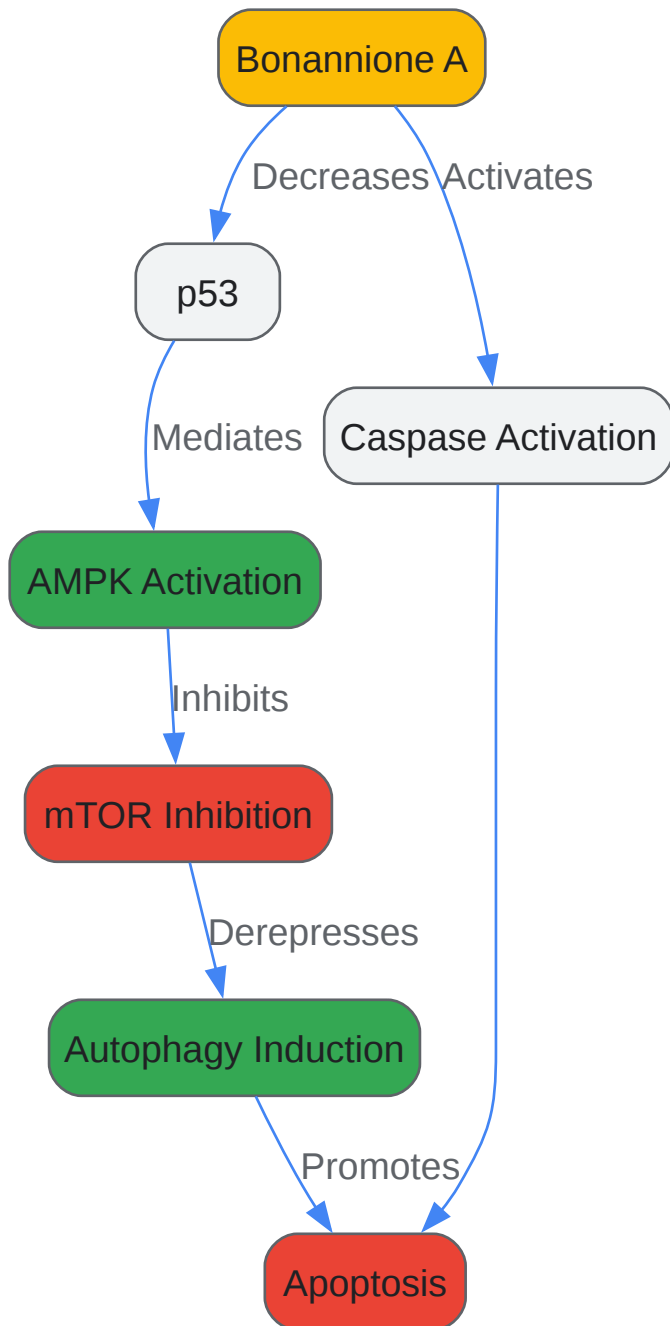 Bonannione A
Decreases
Activates
p53
Mediates
Caspase Activation
AMPK Activation
Inhibits
mTOR Inhibition
Derepresses
Autophagy Induction
Promotes
Apoptosis